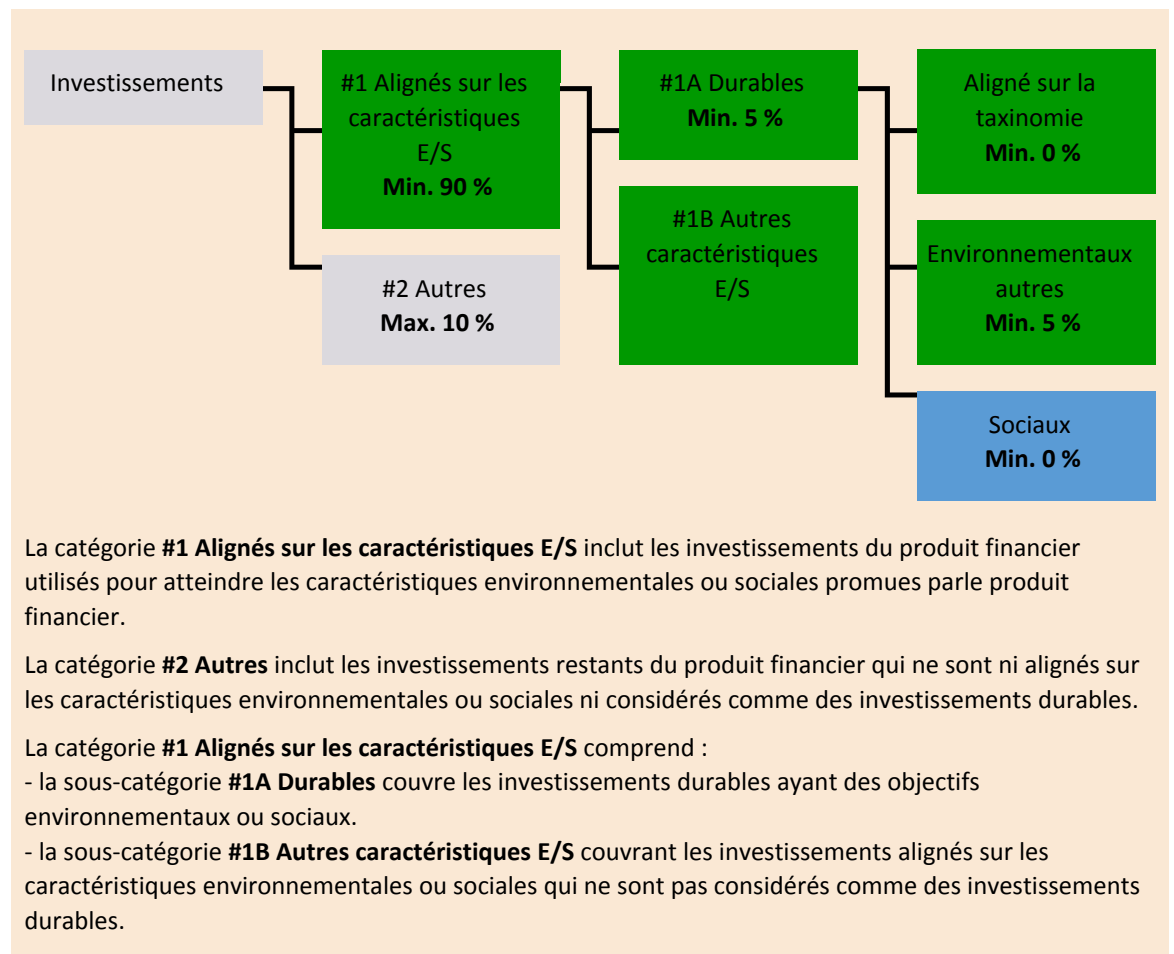 Investissements
#1 Alignés sur les
caractéristiques
E/S
Min. 90 %
#2 Autres
Max. 10 %
#1A Durables
Min. 5 %
#1B Autres
caractéristiques
E/S
Aligné sur la
taxinomie
Min. 0 %
Environnementaux
autres
Min. 5 %
Sociaux
Min. 0 %
La catégorie #1 Alignés sur les caractéristiques E/S inclut les investissements du produit financier
utilisés pour atteindre les caractéristiques environnementales ou sociales promues parle produit
financier.
La catégorie #2 Autres inclut les investissements restants du produit financier qui ne sont ni alignés sur
les caractéristiques environnementales ou sociales ni considérés comme des investissements durables.
La catégorie #1 Alignés sur les caractéristiques E/S comprend :
- la sous-catégorie #1A Durables couvre les investissements durables ayant des objectifs
environnementaux ou sociaux.
- la sous-catégorie #1B Autres caractéristiques E/S couvrant les investissements alignés sur les
caractéristiques environnementales ou sociales qui ne sont pas considérés comme des investissements
durables.